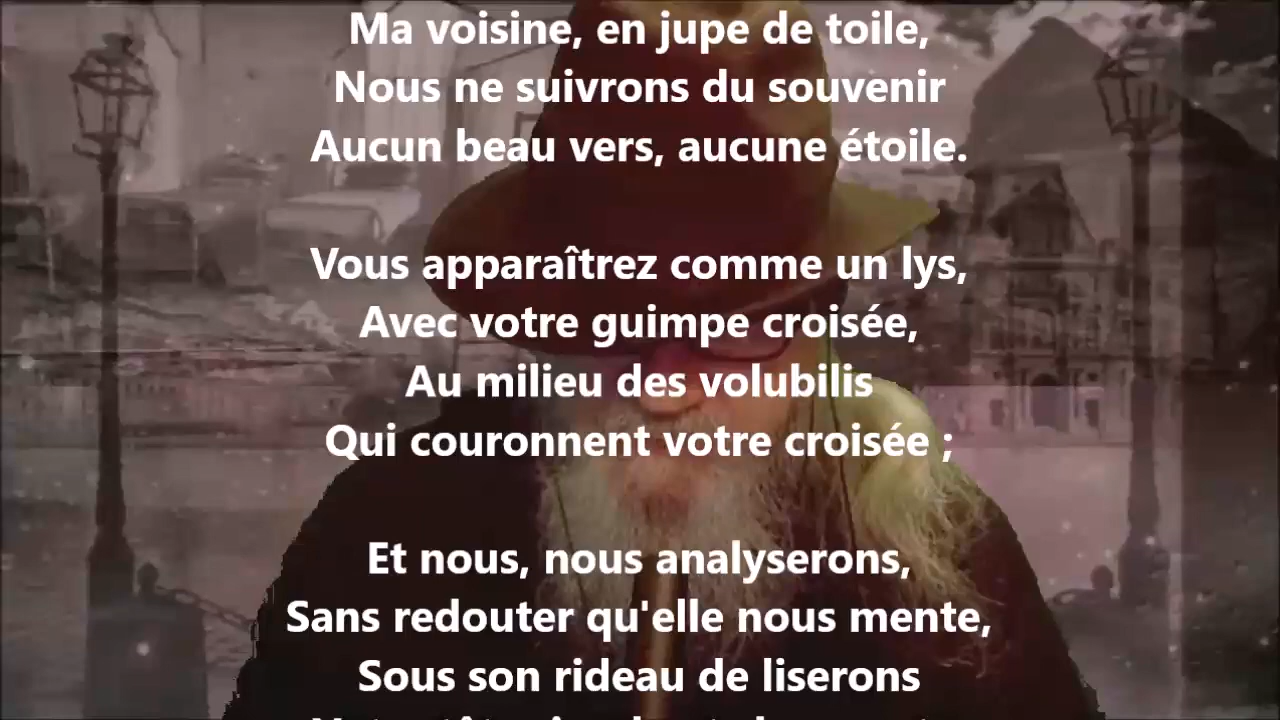 Ma voisine, en jupe de toile,
Nous ne suivrons du souvenir
Aucun beau vers, aucune étoile.
Vous apparaîtrez comme un lys,
Avec votre guimpe croisée,
Au milieu des volubilis
Qui couronnent votre croisée ;
Et nous, nous analyserons,
Sans redouter qu'elle nous mente,
Sous son rideau de liserons